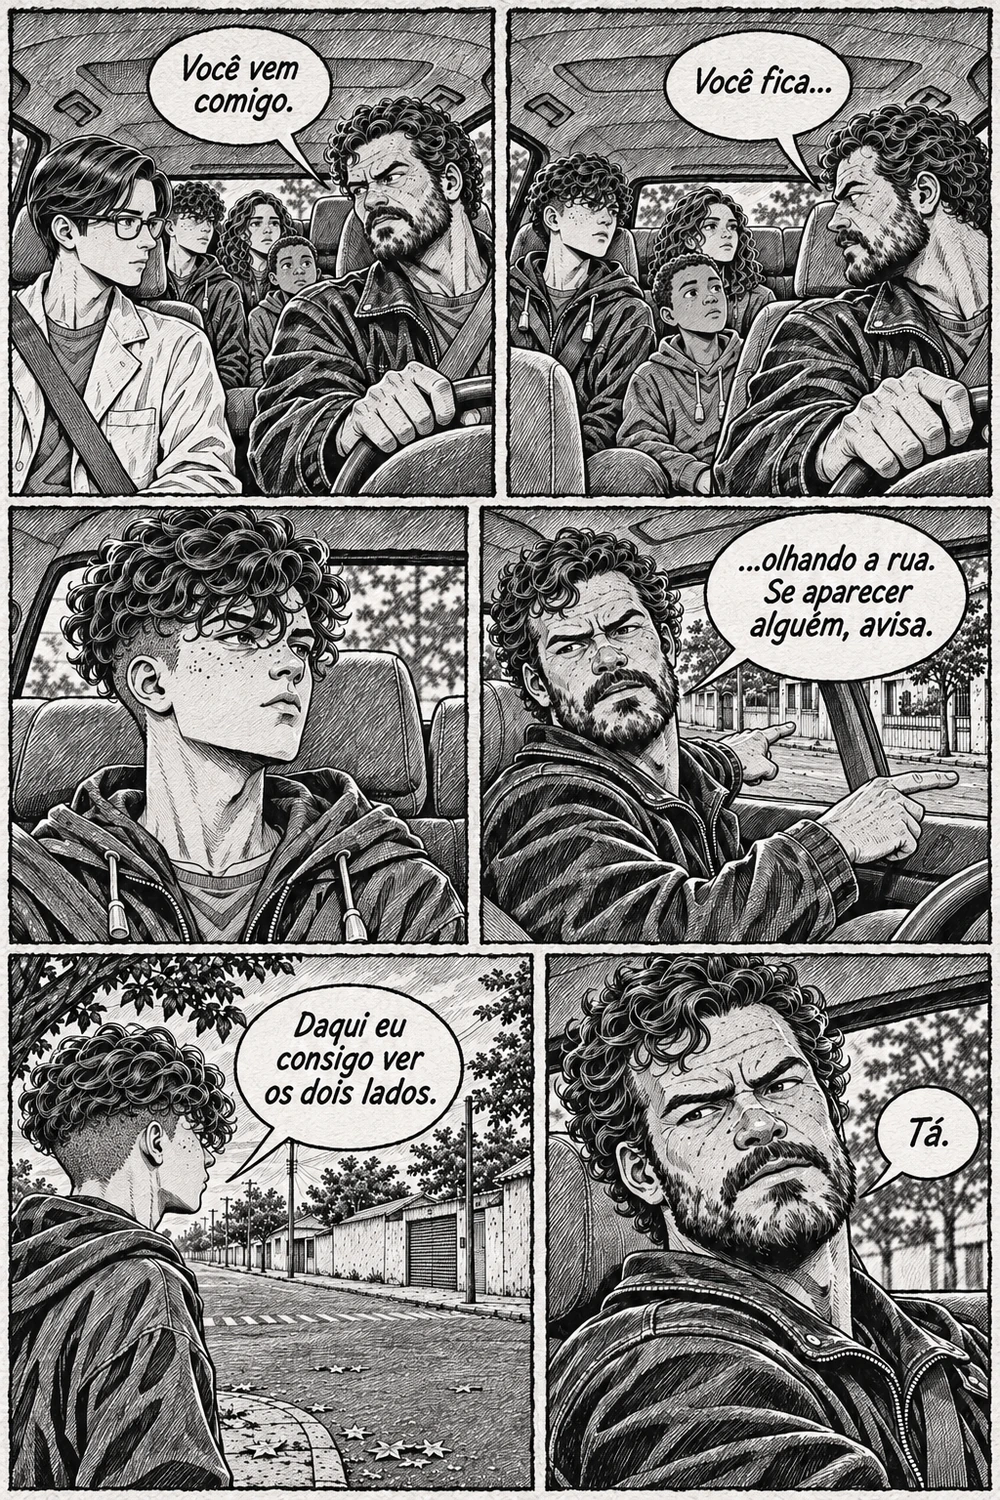 Você vem
comigo.
Você fica...
...olhando a rua.
Se aparecer
alguém, avisa.
Daqui eu
consigo ver
os dois lados.
Tá.